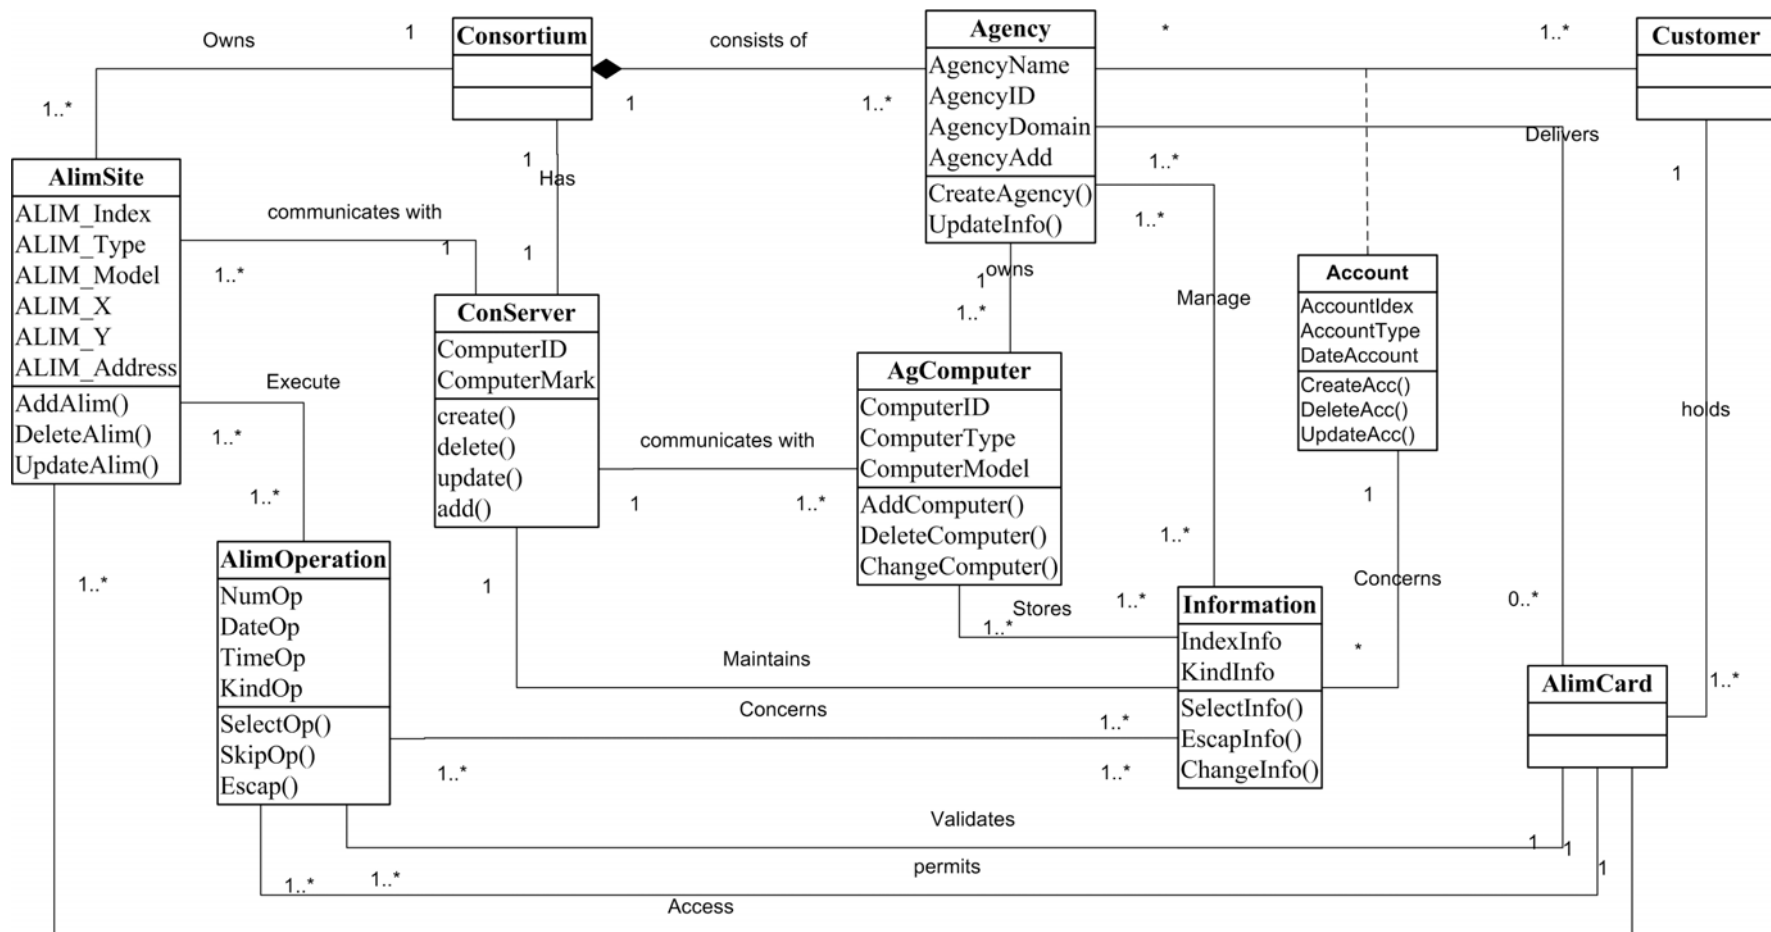 Owns
1
Consortium
consists of
1
1..*
Agency
AgencyName
AgencyID
AgencyDomain
AgencyAdd
CreateAgency()
UpdateInfo()
*
1..*
Customer
1..*
AlimSite
ALIM_Index
ALIM_Type
ALIM_Model
ALIM_X
ALIM_Y
ALIM_Address
AddAlim()
DeleteAlim()
UpdateAlim()
communicates with
1
1..*
1
Has
1
ConServer
ComputerID
ComputerMark
create()
delete()
update()
add()
Delivers
1..*
1..*
1
owns
1
1..*
Manage
Account
AccountIdex
AccountType
DateAccount
CreateAcc()
DeleteAcc()
UpdateAcc()
AgComputer
ComputerID
ComputerType
ComputerModel
AddComputer()
DeleteComputer()
ChangeComputer()
Execute
1..*
1..*
communicates with
1
1..*
holds
1
1..*
Concerns
AlimOperation
NumOp
DateOp
TimeOp
KindOp
SelectOp()
SkipOp()
Escap()
1..*
1
Stores
1..*
1..*
Information
IndexInfo
KindInfo
SelectInfo()
EscapInfo()
ChangeInfo()
0..*
*
Maintains
AlimCard
1..*
Concerns
1..*
1..*
1..*
Validates
1
1
permits
1
1..*
1..*
Access